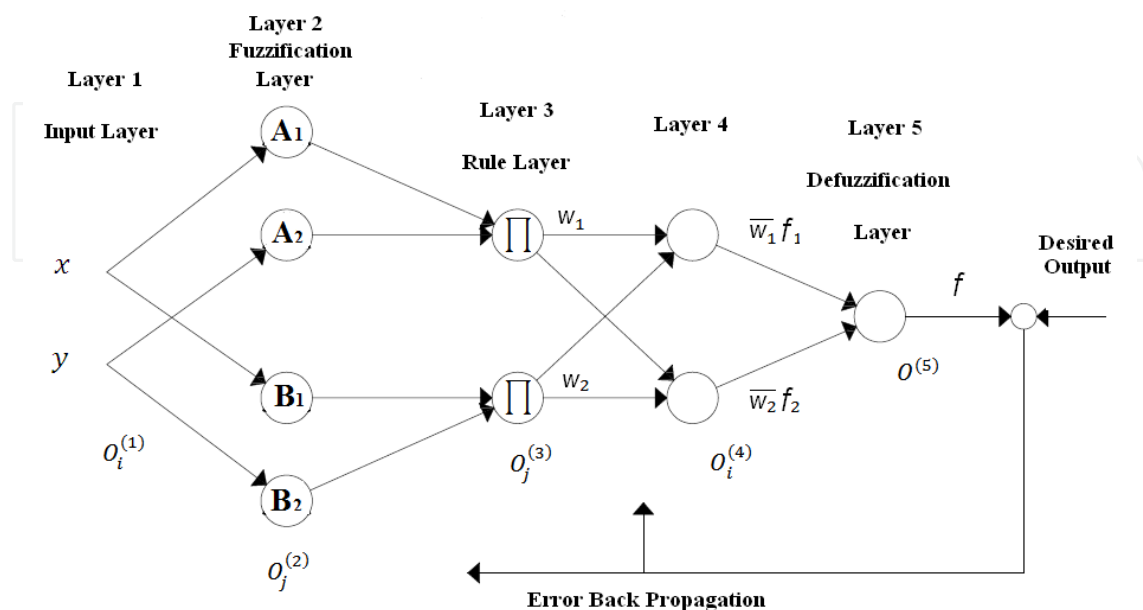 Layer 1
Input Layer
Layer 2
Fuzzification
Layer
Layer 3
Rule Layer
Layer 4
Layer 5
Defuzzification
Layer
Desired
Output
A1
A2
B1
B2
x
y
∏
∏
w1
w2
w̅1 f1
w̅2 f2
f
Oi(1)
Oj(2)
Oj(3)
Oi(4)
O(5)
Error Back Propagation